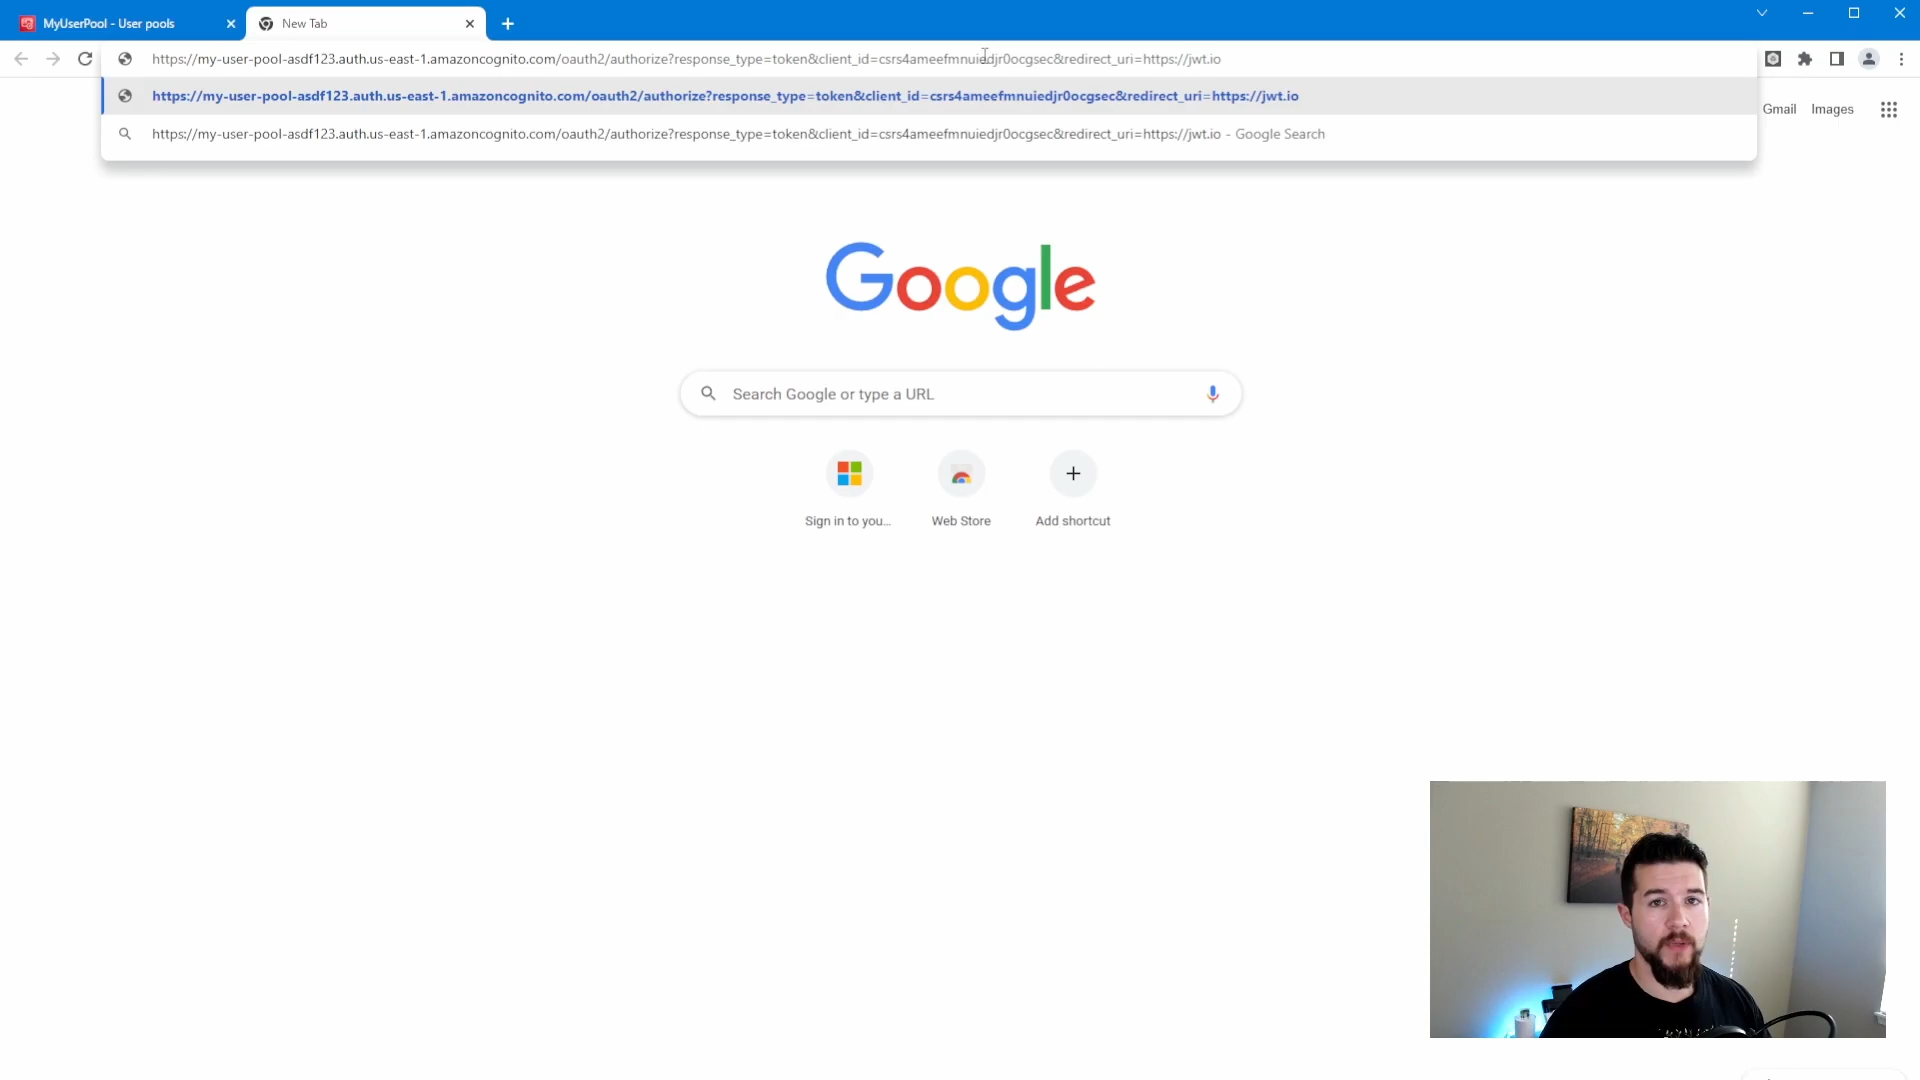 MyUserPool - User pools
New Tab
https://my-user-pool-asdf123.auth.us-east-1.amazoncognito.com/oauth2/authorize?response_type=token&client_id=csrs4ameefmnuiedjr0ocgsec&redirect_uri=https://jwt.io
https://my-user-pool-asdf123.auth.us-east-1.amazoncognito.com/oauth2/authorize?response_type=token&client_id=csrs4ameefmnuiedjr0ocgsec&redirect_uri=https://jwt.io
https://my-user-pool-asdf123.auth.us-east-1.amazoncognito.com/oauth2/authorize?response_type=token&client_id=csrs4ameefmnuiedjr0ocgsec&redirect_uri=https://jwt.io - Google Search
Gmail Images
Google
Search Google or type a URL
Sign in to you... Web Store Add shortcut